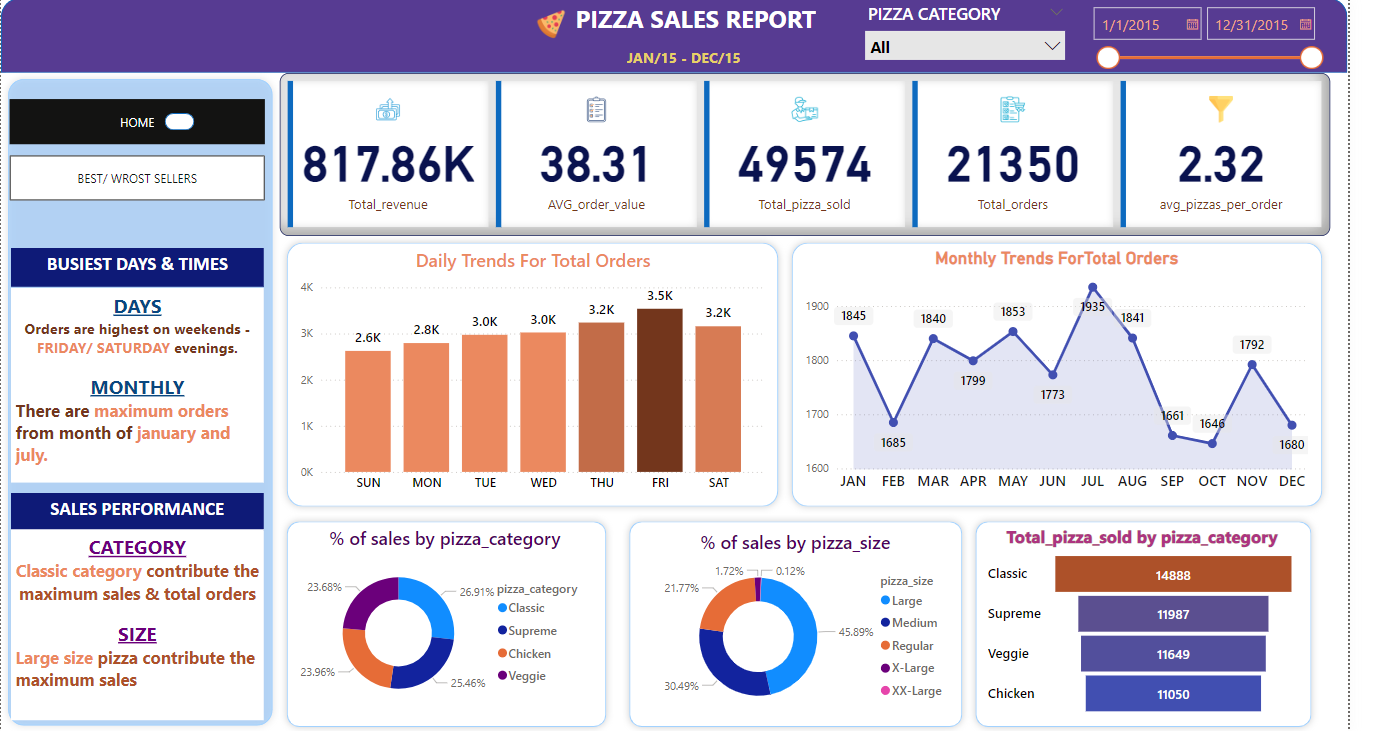 PIZZA SALES REPORT
JAN/15 - DEC/15
PIZZA CATEGORY
All
1/1/2015
12/31/2015
HOME
BEST/ WROST SELLERS
BUSIEST DAYS & TIMES
DAYS
Orders are highest on weekends -
FRIDAY/ SATURDAY evenings.
MONTHLY
There are maximum orders
from month of january and
july.
SALES PERFORMANCE
CATEGORY
Classic category contribute the
maximum sales & total orders
SIZE
Large size pizza contribute the
maximum sales
817.86K
Total_revenue
38.31
AVG_order_value
49574
Total_pizza_sold
21350
Total_orders
2.32
avg_pizzas_per_order
Daily Trends For Total Orders
4K
3K
2K
1K
0K
2.6K
2.8K
3.0K
3.0K
3.2K
3.5K
3.2K
SUN MON TUE WED THU FRI SAT
Monthly Trends ForTotal Orders
1900
1800
1700
1600
1845
1685
1840
1799
1853
1773
1935
1841
1661
1646
1792
1680
JAN FEB MAR APR MAY JUN JUL AUG SEP OCT NOV DEC
% of sales by pizza_category
23.68%
26.91%
23.96%
25.46%
pizza_category
Classic
Supreme
Chicken
Veggie
% of sales by pizza_size
1.72%
0.12%
21.77%
45.89%
30.49%
pizza_size
Large
Medium
Regular
X-Large
XX-Large
Total_pizza_sold by pizza_category
Classic 14888
Supreme 11987
Veggie 11649
Chicken 11050